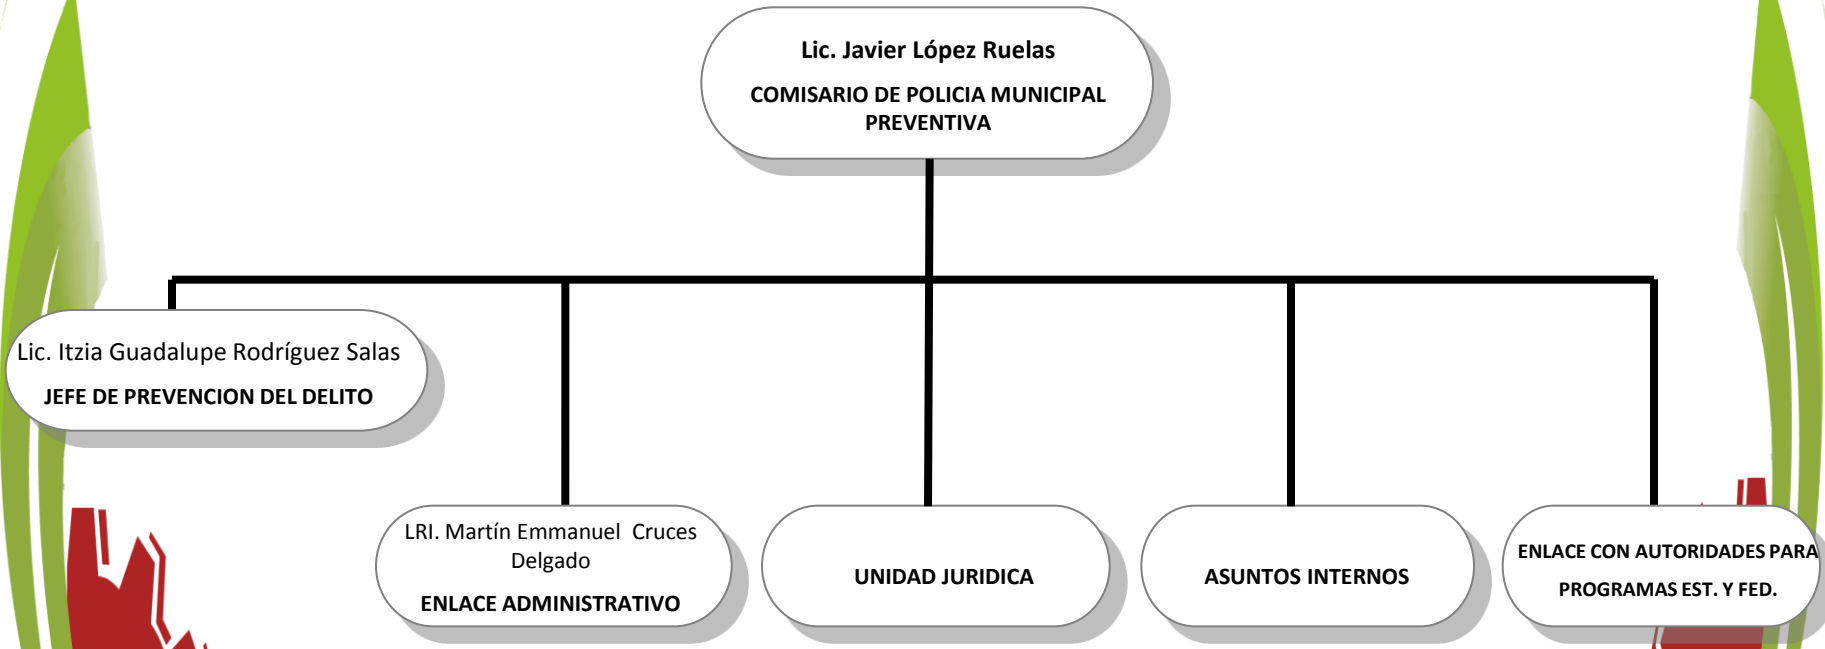 Lic. Javier López Ruelas
COMISARIO DE POLICIA MUNICIPAL
PREVENTIVA
Lic. Itzia Guadalupe Rodríguez Salas
JEFE DE PREVENCION DEL DELITO
LRI. Martín Emmanuel Cruces
Delgado
ENLACE ADMINISTRATIVO
UNIDAD JURIDICA
ASUNTOS INTERNOS
ENLACE CON AUTORIDADES PARA
PROGRAMAS EST. Y FED.